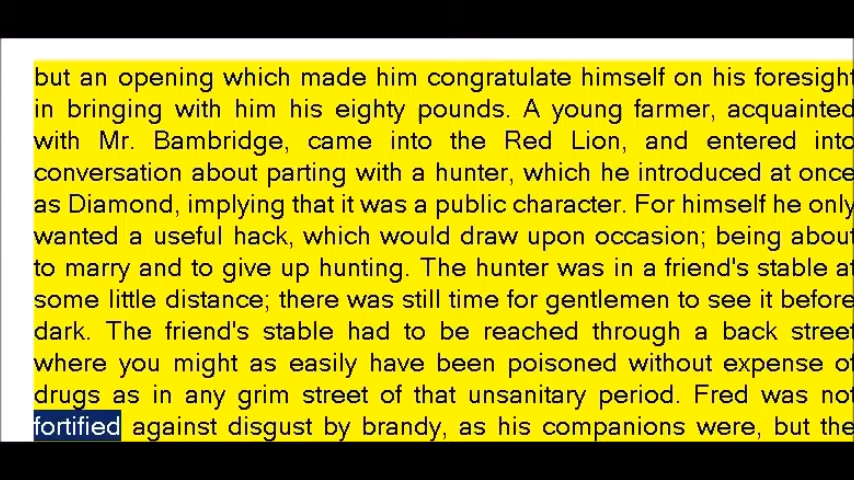 but an opening which made him congratulate himself on his foresight
in bringing with him his eighty pounds. A young farmer, acquainted
with Mr. Bambridge, came into the Red Lion, and entered into
conversation about parting with a hunter, which he introduced at once
as Diamond, implying that it was a public character. For himself he only
wanted a useful hack, which would draw upon occasion; being about
to marry and to give up hunting. The hunter was in a friend's stable at
some little distance; there was still time for gentlemen to see it before
dark. The friend's stable had to be reached through a back street
where you might as easily have been poisoned without expense of
drugs as in any grim street of that unsanitary period. Fred was not
fortified against disgust by brandy, as his companions were, but the